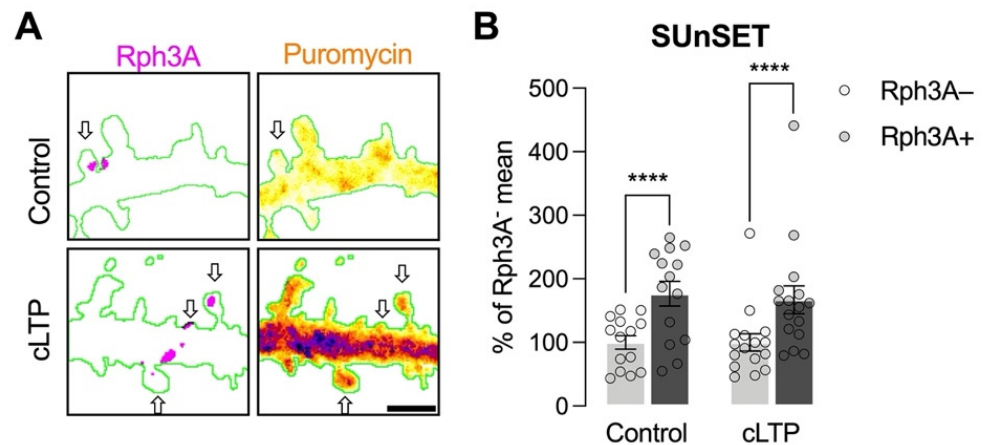 A
Rph3A
Puromycin
Control
cLTP
B
SUnSET
% of Rph3A⁻ mean
500
400
300
200
100
0
****
****
Rph3A–
Rph3A+
Control
cLTP